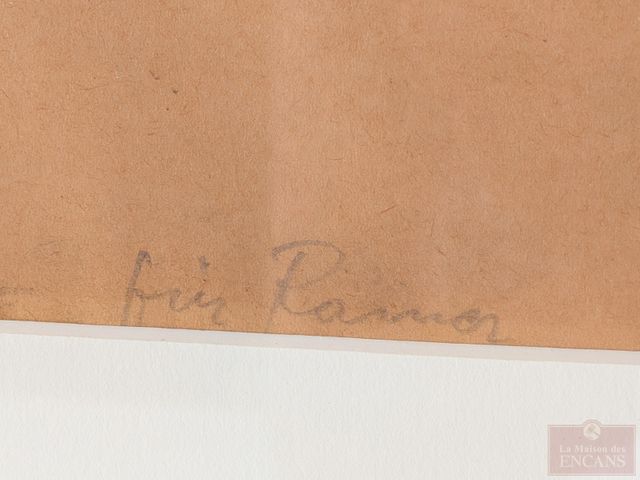 für Rainer
La Maison des
ENCANS